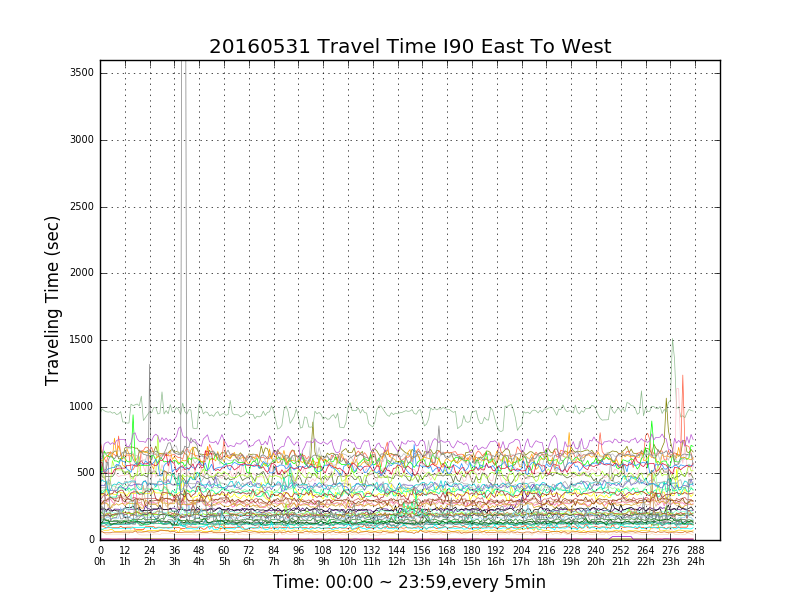 20160531 Travel Time I90 East To West
Traveling Time (sec)
3500
3000
2500
2000
1500
1000
500
0
0 12 24 36 48 60 72 84 96 108 120 132 144 156 168 180 192 204 216 228 240 252 264 276 288
0h 1h 2h 3h 4h 5h 6h 7h 8h 9h 10h 11h 12h 13h 14h 15h 16h 17h 18h 19h 20h 21h 22h 23h 24h
Time: 00:00 ~ 23:59,every 5min